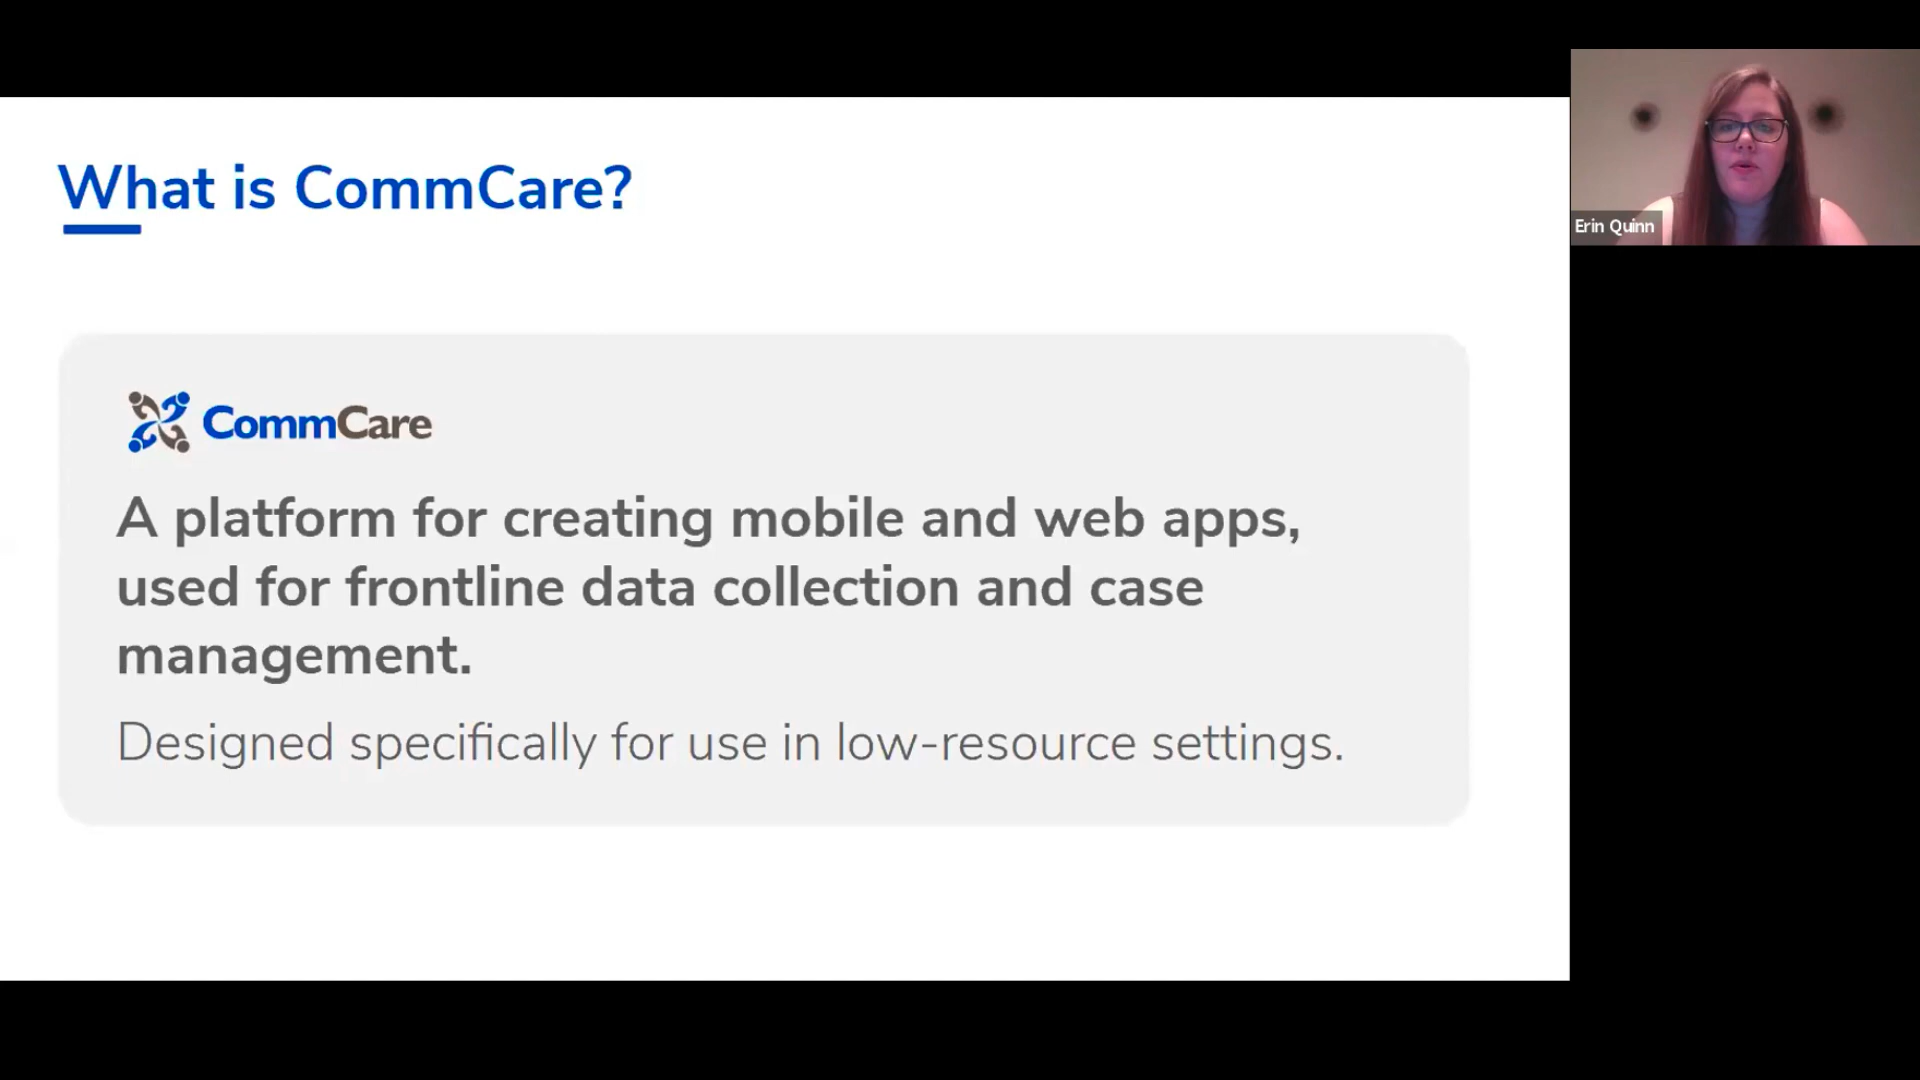 What is CommCare?
CommCare
A platform for creating mobile and web apps,
used for frontline data collection and case
management.
Designed specifically for use in low-resource settings.
Erin Quinn